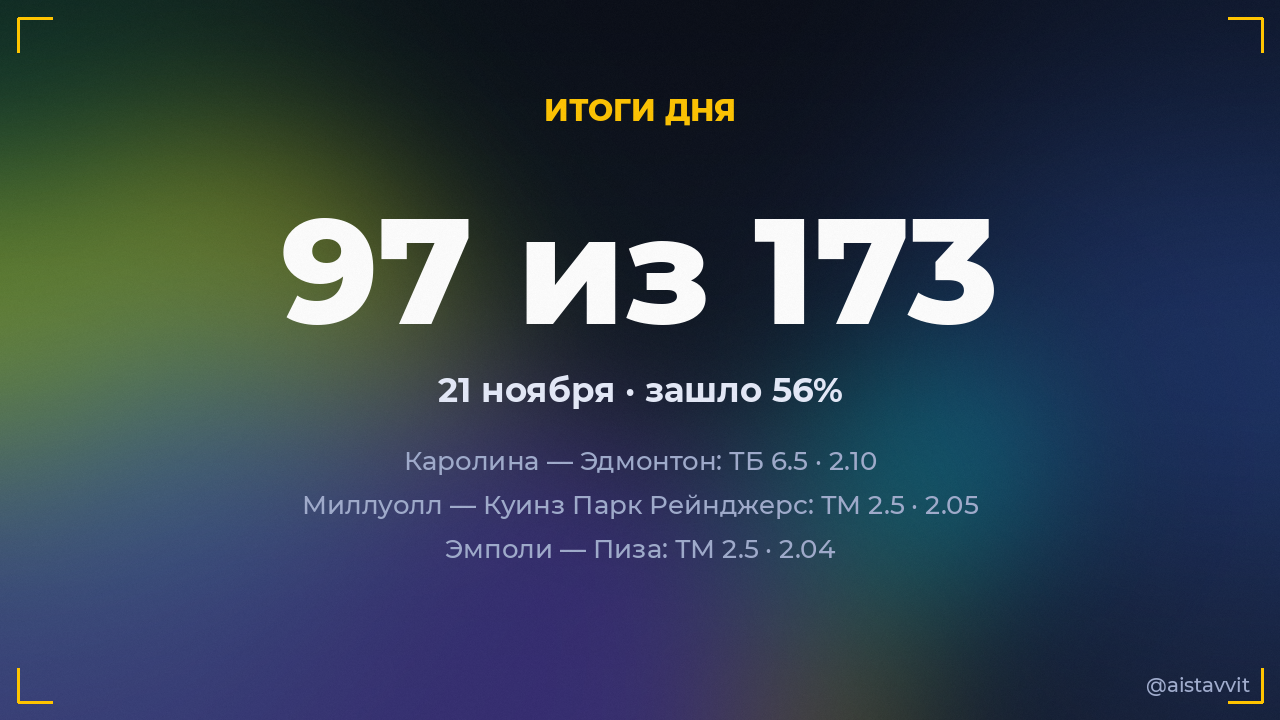 ИТОГИ ДНЯ
97 из 173
21 ноября · зашло 56%
Каролина — Эдмонтон: ТБ 6.5 · 2.10
Миллуолл — Куинз Парк Рейнджерс: ТМ 2.5 · 2.05
Эмполи — Пиза: ТМ 2.5 · 2.04
@aistavvit